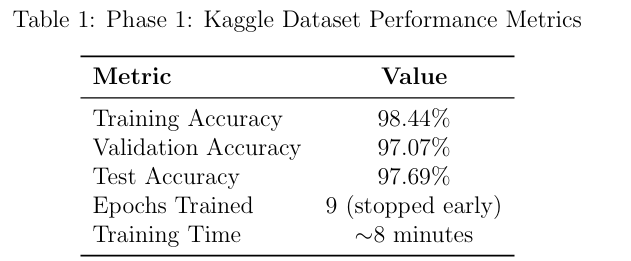 Table 1: Phase 1: Kaggle Dataset Performance Metrics
Metric Value
Training Accuracy 98.44%
Validation Accuracy 97.07%
Test Accuracy 97.69%
Epochs Trained 9 (stopped early)
Training Time ~8 minutes